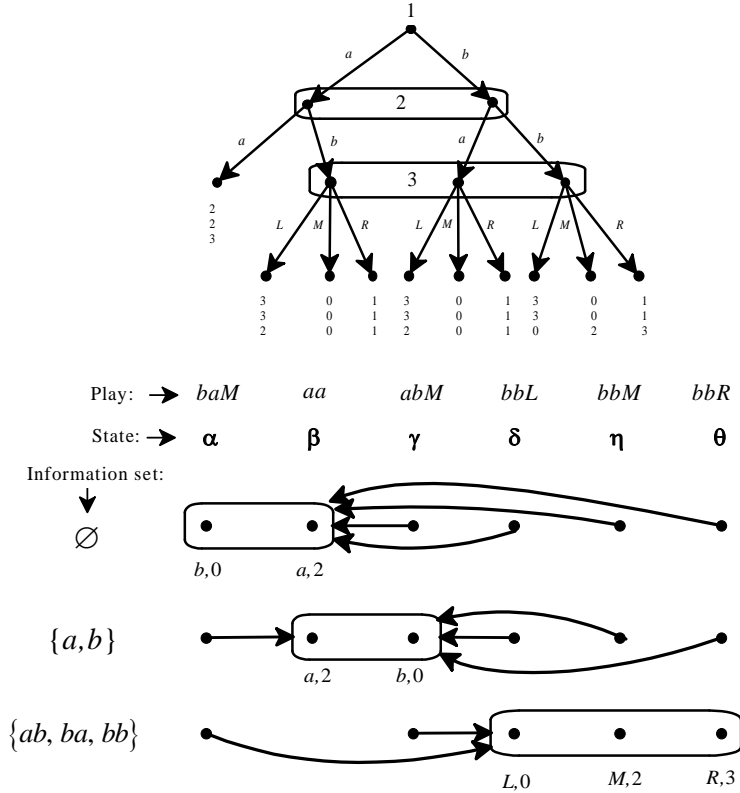 1
a b
2
a b a b
3
2
2
3
L M R L M R L M R
3 0 1 3 0 1 3 0 1
3 0 1 3 0 1 3 0 1
2 0 1 2 0 1 0 2 3
Play: baM aa abM bbL bbM bbR
State: α β γ δ η θ
Information set:
∅
b,0 a,2
{a,b}
a,2 b,0
{ab, ba, bb}
L,0 M,2 R,3